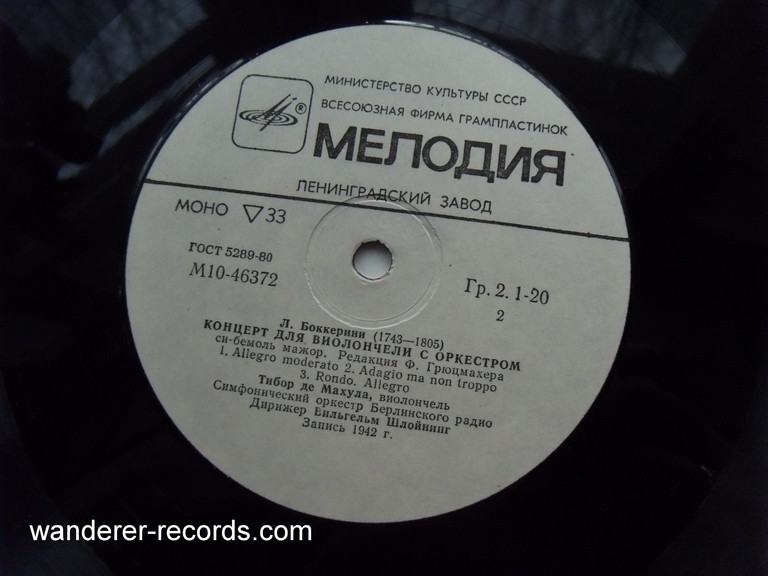 МИНИСТЕРСТВО КУЛЬТУРЫ СССР
ВСЕСОЮЗНАЯ ФИРМА ГРАМПЛАСТИНОК
®
МЕЛОДИЯ
ЛЕНИНГРАДСКИЙ ЗАВОД
МОНО ▽ 33
ГОСТ 5289-80
М10-46372
Гр. 2. 1-20
2
Л. Боккерини (1743—1805)
КОНЦЕРТ ДЛЯ ВИОЛОНЧЕЛИ С ОРКЕСТРОМ
си-бемоль мажор. Редакция Ф. Грюцмахера
1. Allegro moderato 2. Adagio ma non troppo
3. Rondo. Allegro
Тибор де Махула, виолончель
Симфонический оркестр Берлинского радио
Дирижер Вильгельм Шлойнинг
Запись 1942 г.
wanderer-records.com